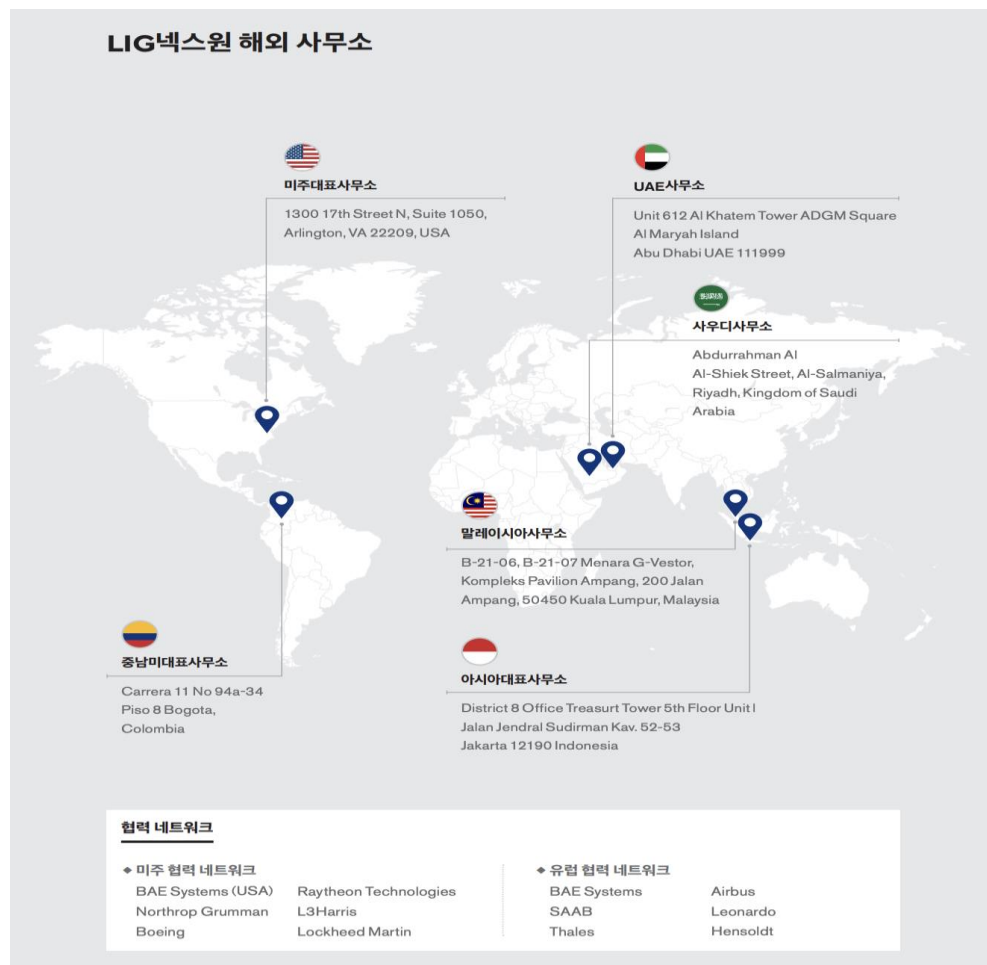 LIG넥스원 해외 사무소
미주대표사무소
1300 17th Street N, Suite 1050,
Arlington, VA 22209, USA
UAE사무소
Unit 612 Al Khatem Tower ADGM Square
Al Maryah Island
Abu Dhabi UAE 111999
사우디사무소
Abdurrahman Al
Al-Shiek Street, Al-Salmaniya,
Riyadh, Kingdom of Saudi
Arabia
말레이시아사무소
B-21-06, B-21-07 Menara G-Vestor,
Kompleks Pavilion Ampang, 200 Jalan
Ampang, 50450 Kuala Lumpur, Malaysia
중남미대표사무소
Carrera 11 No 94a-34
Piso 8 Bogota,
Colombia
아시아대표사무소
District 8 Office Treasurt Tower 5th Floor Unit I
Jalan Jendral Sudirman Kav. 52-53
Jakarta 12190 Indonesia
협력 네트워크
◆ 미주 협력 네트워크
BAE Systems (USA)
Northrop Grumman
Boeing
Raytheon Technologies
L3Harris
Lockheed Martin
◆ 유럽 협력 네트워크
BAE Systems
SAAB
Thales
Airbus
Leonardo
Hensoldt